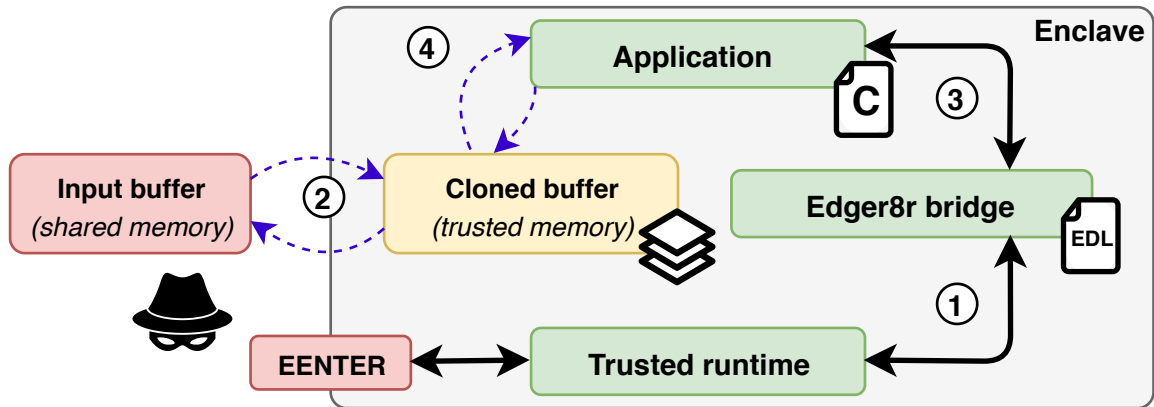 Enclave
④
Application
C
③
Input buffer
(shared memory)
②
Cloned buffer
(trusted memory)
Edger8r bridge
EDL
①
EENTER
Trusted runtime